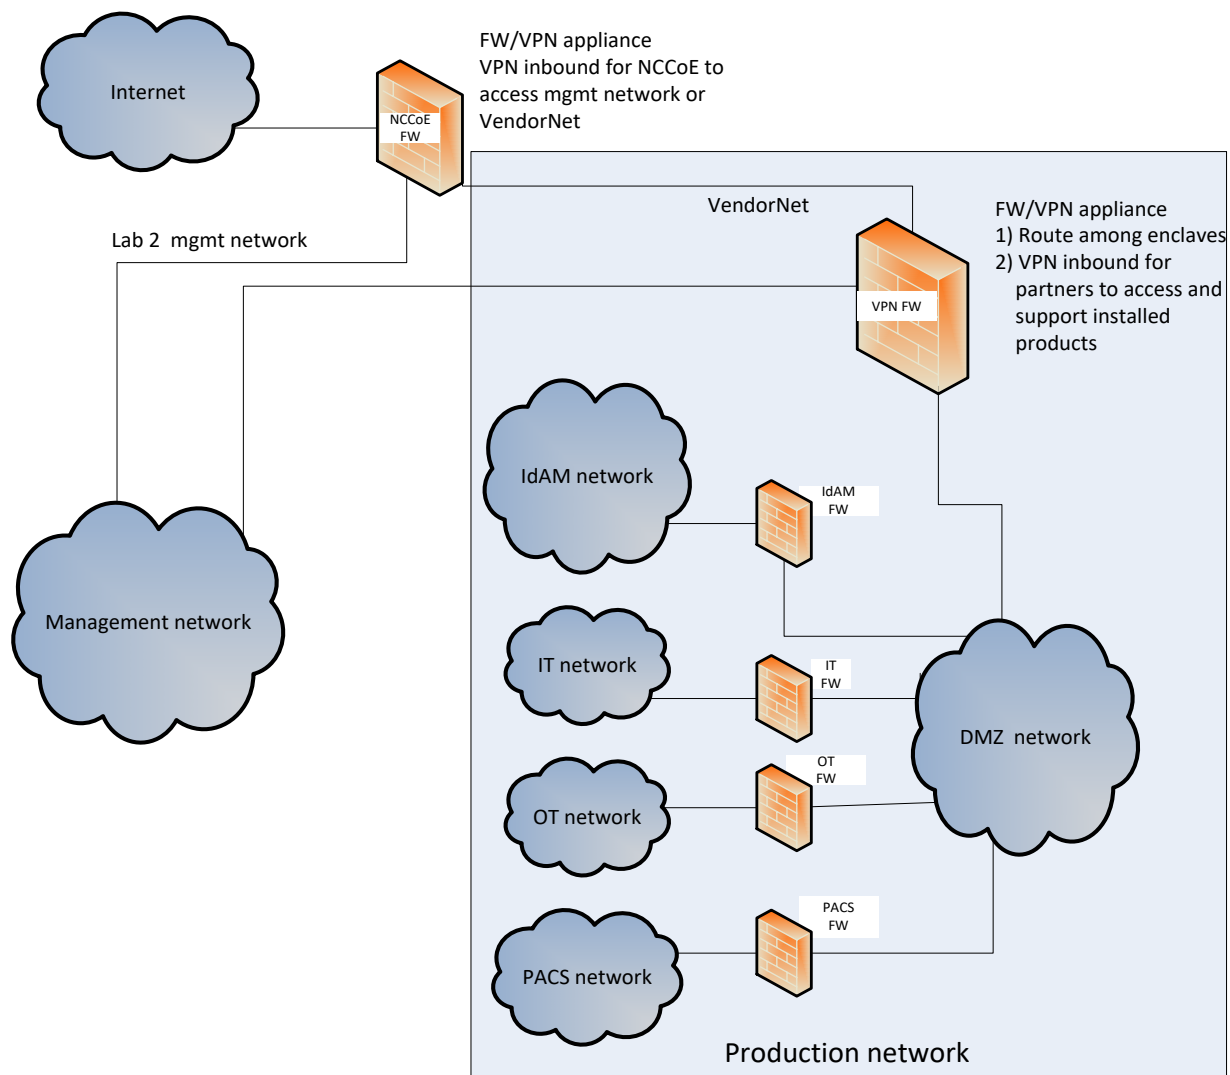 FW/VPN appliance
VPN inbound for NCCoE to
access mgmt network or
VendorNet
Internet
NCCoE
FW
VendorNet
Lab 2  mgmt network
FW/VPN appliance
1) Route among enclaves
2) VPN inbound for
partners to access and
support installed
products
VPN FW
IdAM network
IdAM
FW
Management network
IT network
IT
FW
DMZ  network
OT
FW
OT network
PACS
FW
PACS network
Production network